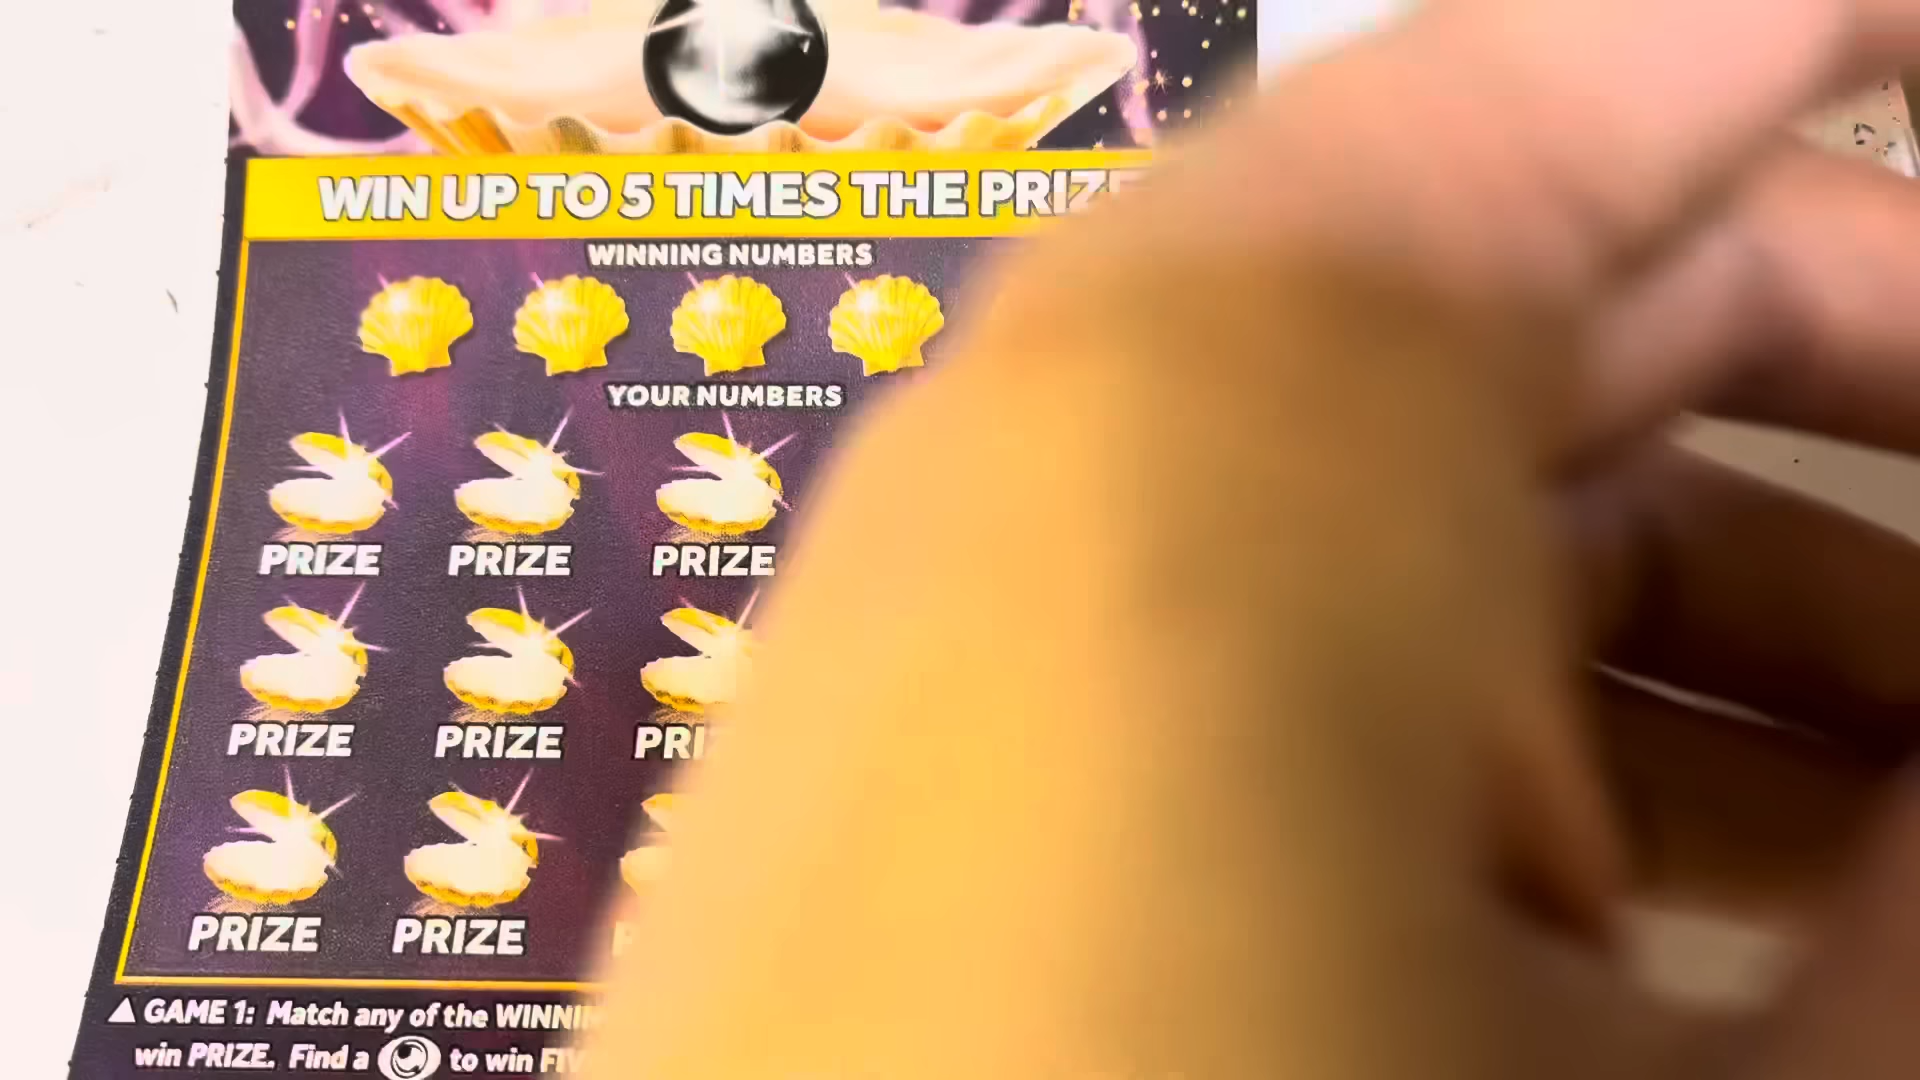 WIN UP TO 5 TIMES THE PRIZE
WINNING NUMBERS
YOUR NUMBERS
PRIZE PRIZE PRIZE
PRIZE PRIZE
PRIZE PRIZE
GAME 1: Match any of the
win PRIZE. Find a to win